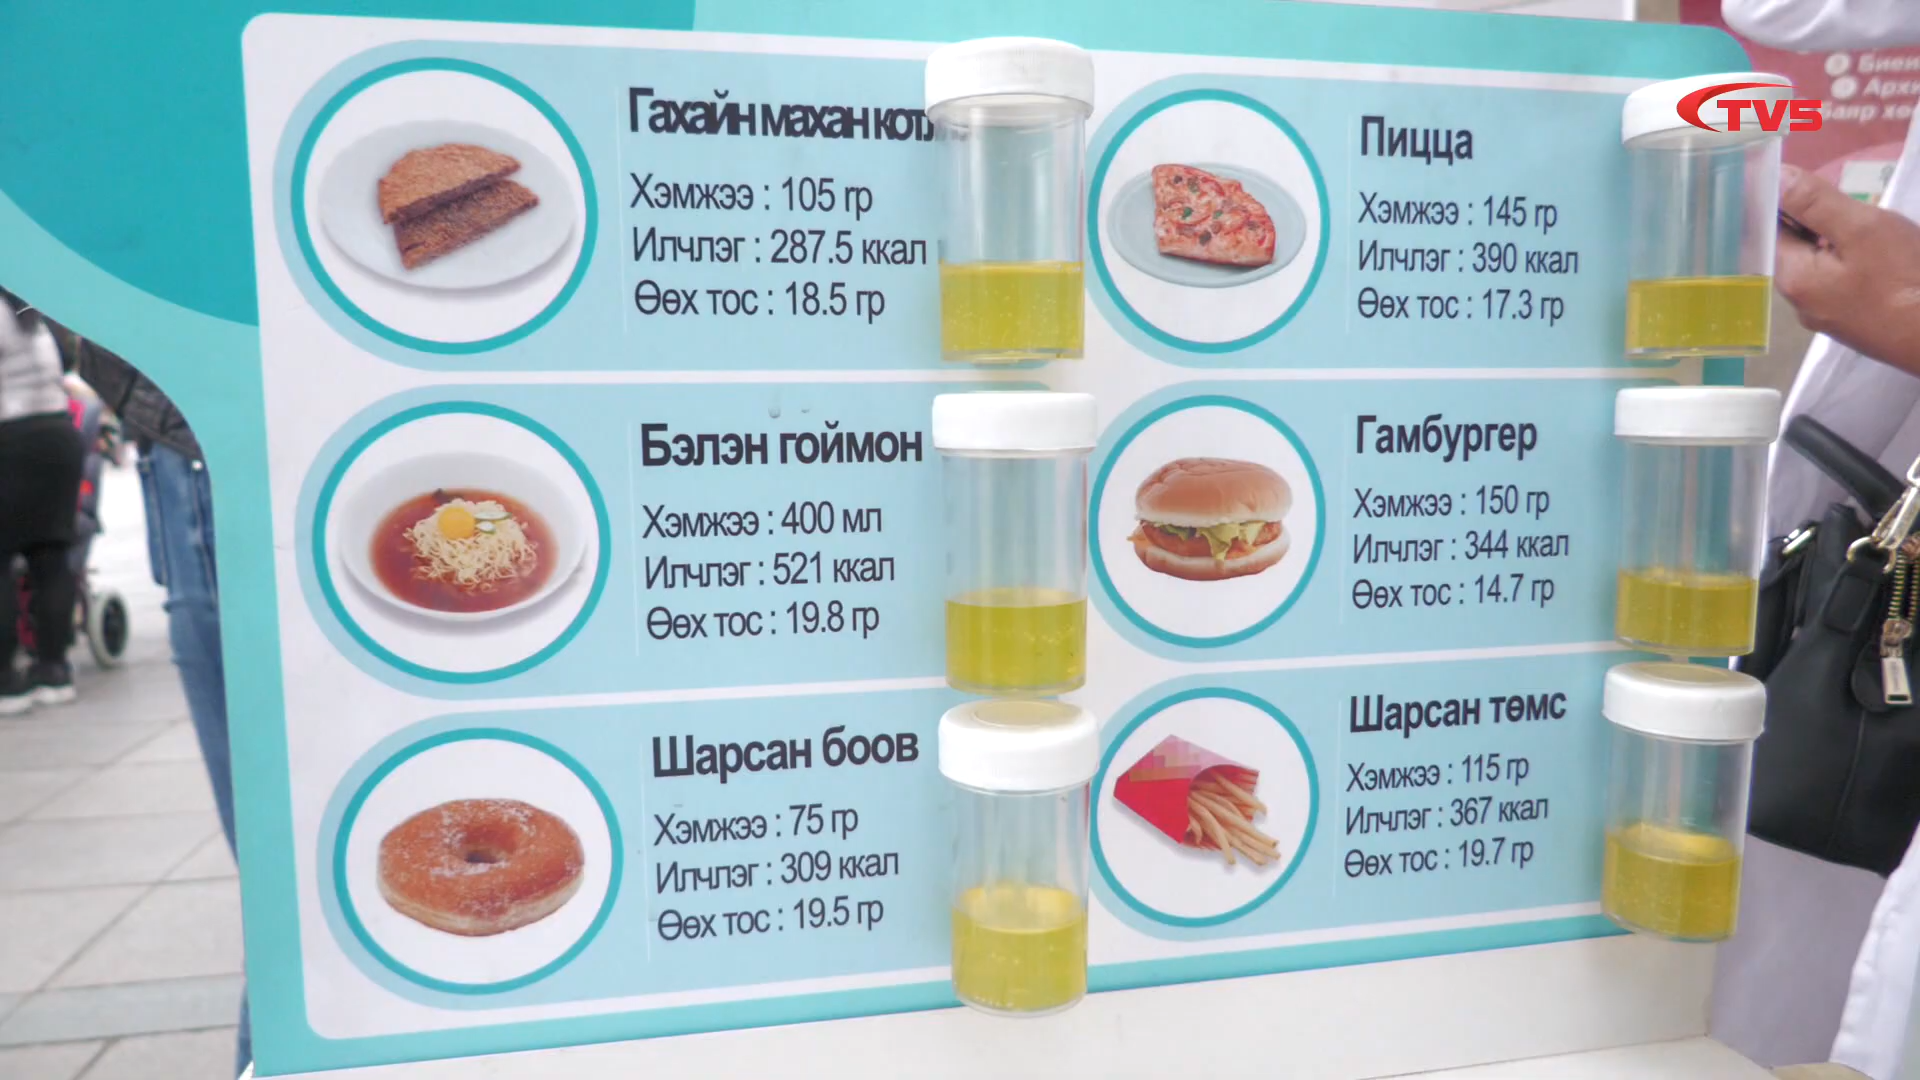 Гахайн махан
Хэмжээ : 105 гр
Илчлэг : 287.5 ккал
Өөх тос : 18.5 гр
Бэлэн гоймон
Хэмжээ : 400 мл
Илчлэг : 521 ккал
Өөх тос : 19.8 гр
Шарсан боов
Хэмжээ : 75 гр
Илчлэг : 309 ккал
Өөх тос : 19.5 гр
Пицца
Хэмжээ : 145 гр
Илчлэг : 390 ккал
Өөх тос : 17.3 гр
Гамбургер
Хэмжээ : 150 гр
Илчлэг : 344 ккал
Өөх тос : 14.7 гр
Шарсан төмс
Хэмжээ : 115 гр
Илчлэг : 367 ккал
Өөх тос : 19.7 гр
TV5